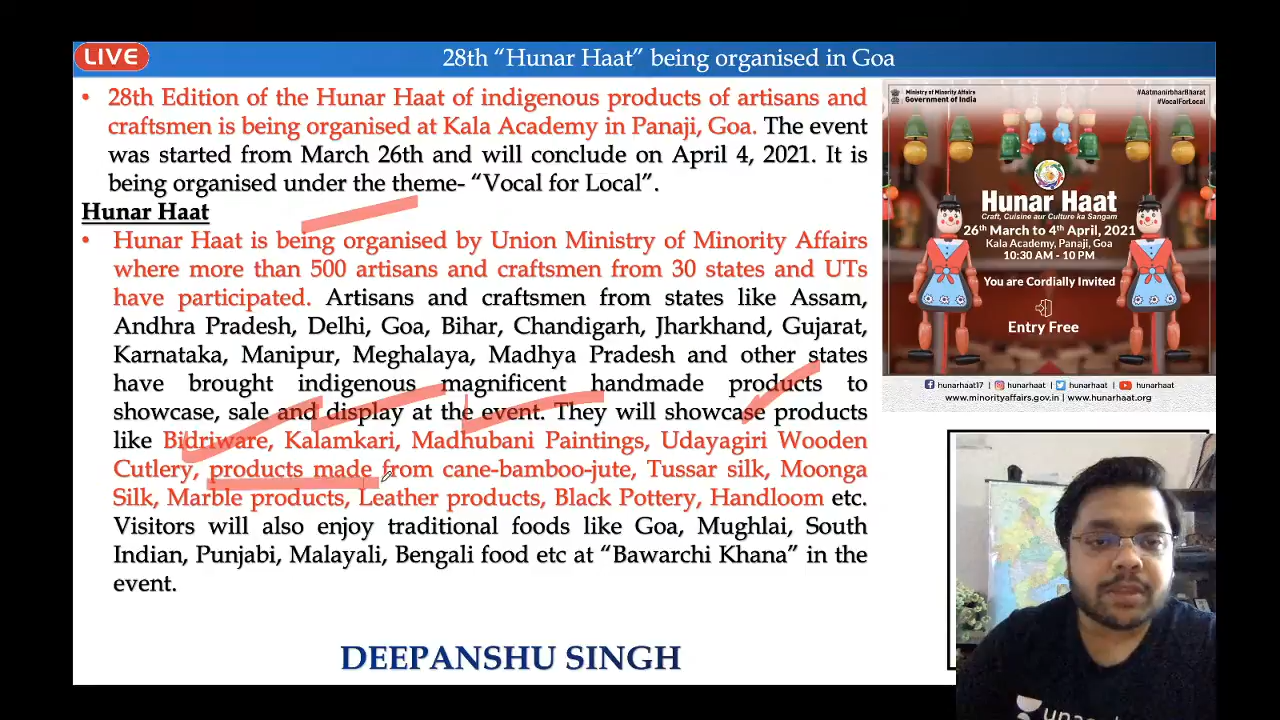 LIVE
28th “Hunar Haat” being organised in Goa
• 28th Edition of the Hunar Haat of indigenous products of artisans and
craftsmen is being organised at Kala Academy in Panaji, Goa. The event
was started from March 26th and will conclude on April 4, 2021. It is
being organised under the theme- “Vocal for Local”.
Hunar Haat
• Hunar Haat is being organised by Union Ministry of Minority Affairs
where more than 500 artisans and craftsmen from 30 states and UTs
have participated. Artisans and craftsmen from states like Assam,
Andhra Pradesh, Delhi, Goa, Bihar, Chandigarh, Jharkhand, Gujarat,
Karnataka, Manipur, Meghalaya, Madhya Pradesh and other states
have brought indigenous magnificent handmade products to
showcase, sale and display at the event. They will showcase products
like Bidriware, Kalamkari, Madhubani Paintings, Udayagiri Wooden
Cutlery, products made from cane-bamboo-jute, Tussar silk, Moonga
Silk, Marble products, Leather products, Black Pottery, Handloom etc.
Visitors will also enjoy traditional foods like Goa, Mughlai, South
Indian, Punjabi, Malayali, Bengali food etc at “Bawarchi Khana” in the
event.
DEEPANSHU SINGH
Ministry of Minority Affairs
Government of India
#AatmanirbharBharat
#VocalForLocal
Hunar Haat
Craft, Cuisine aur Culture ka Sangam
26th March to 4th April, 2021
Kala Academy, Panaji, Goa
10:30 AM - 10 PM
You are Cordially Invited
Entry Free
hunarhaat17 | hunarhaat | hunarhaat | hunarhaat
www.minorityaffairs.gov.in | www.hunarhaat.org